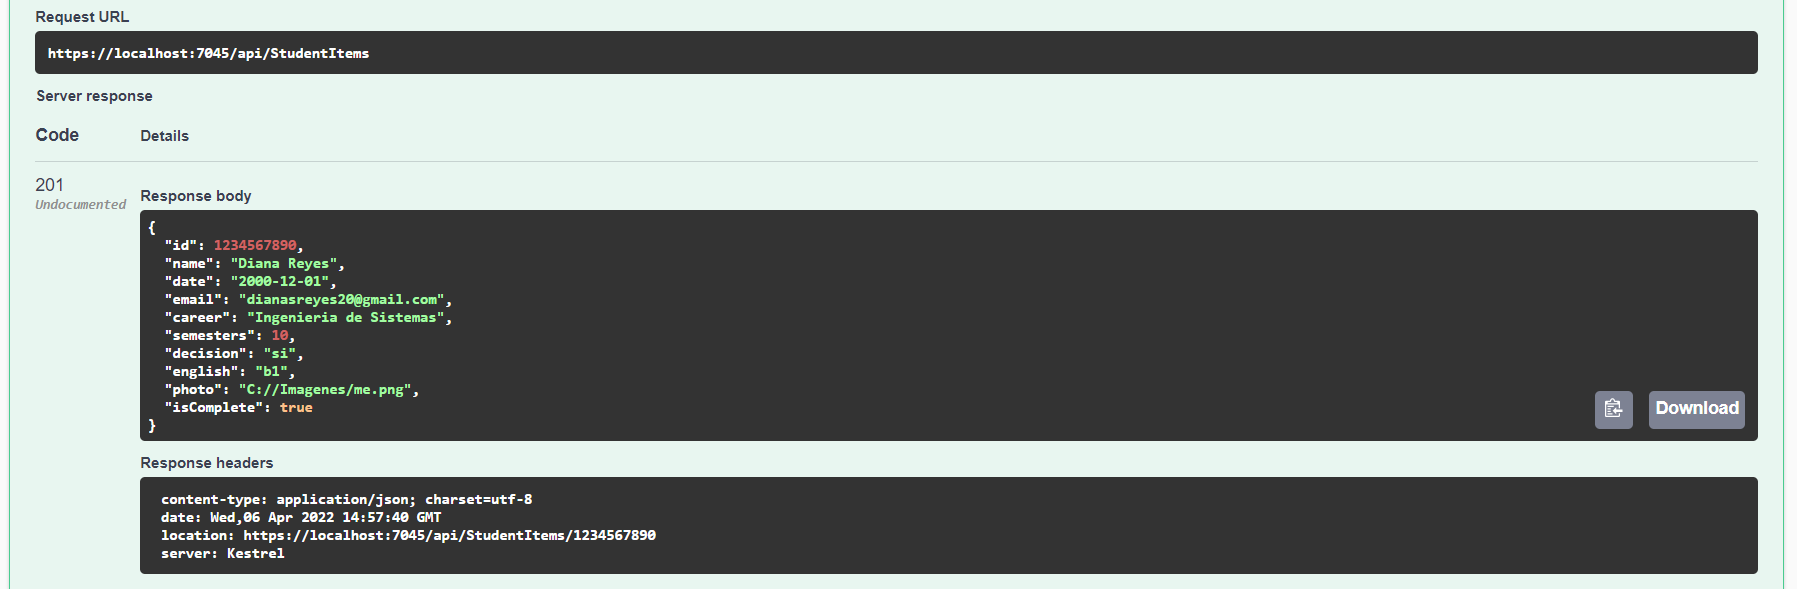 Request URL
https://localhost:7045/api/StudentItems
Server response
Code Details
201
Undocumented
Response body
{
"id": 1234567890,
"name": "Diana Reyes",
"date": "2000-12-01",
"email": "dianasreyes20@gmail.com",
"career": "Ingenieria de Sistemas",
"semesters": 10,
"decision": "si",
"english": "b1",
"photo": "C://Imagenes/me.png",
"isComplete": true
}
Download
Response headers
content-type: application/json; charset=utf-8
date: Wed,06 Apr 2022 14:57:40 GMT
location: https://localhost:7045/api/StudentItems/1234567890
server: Kestrel